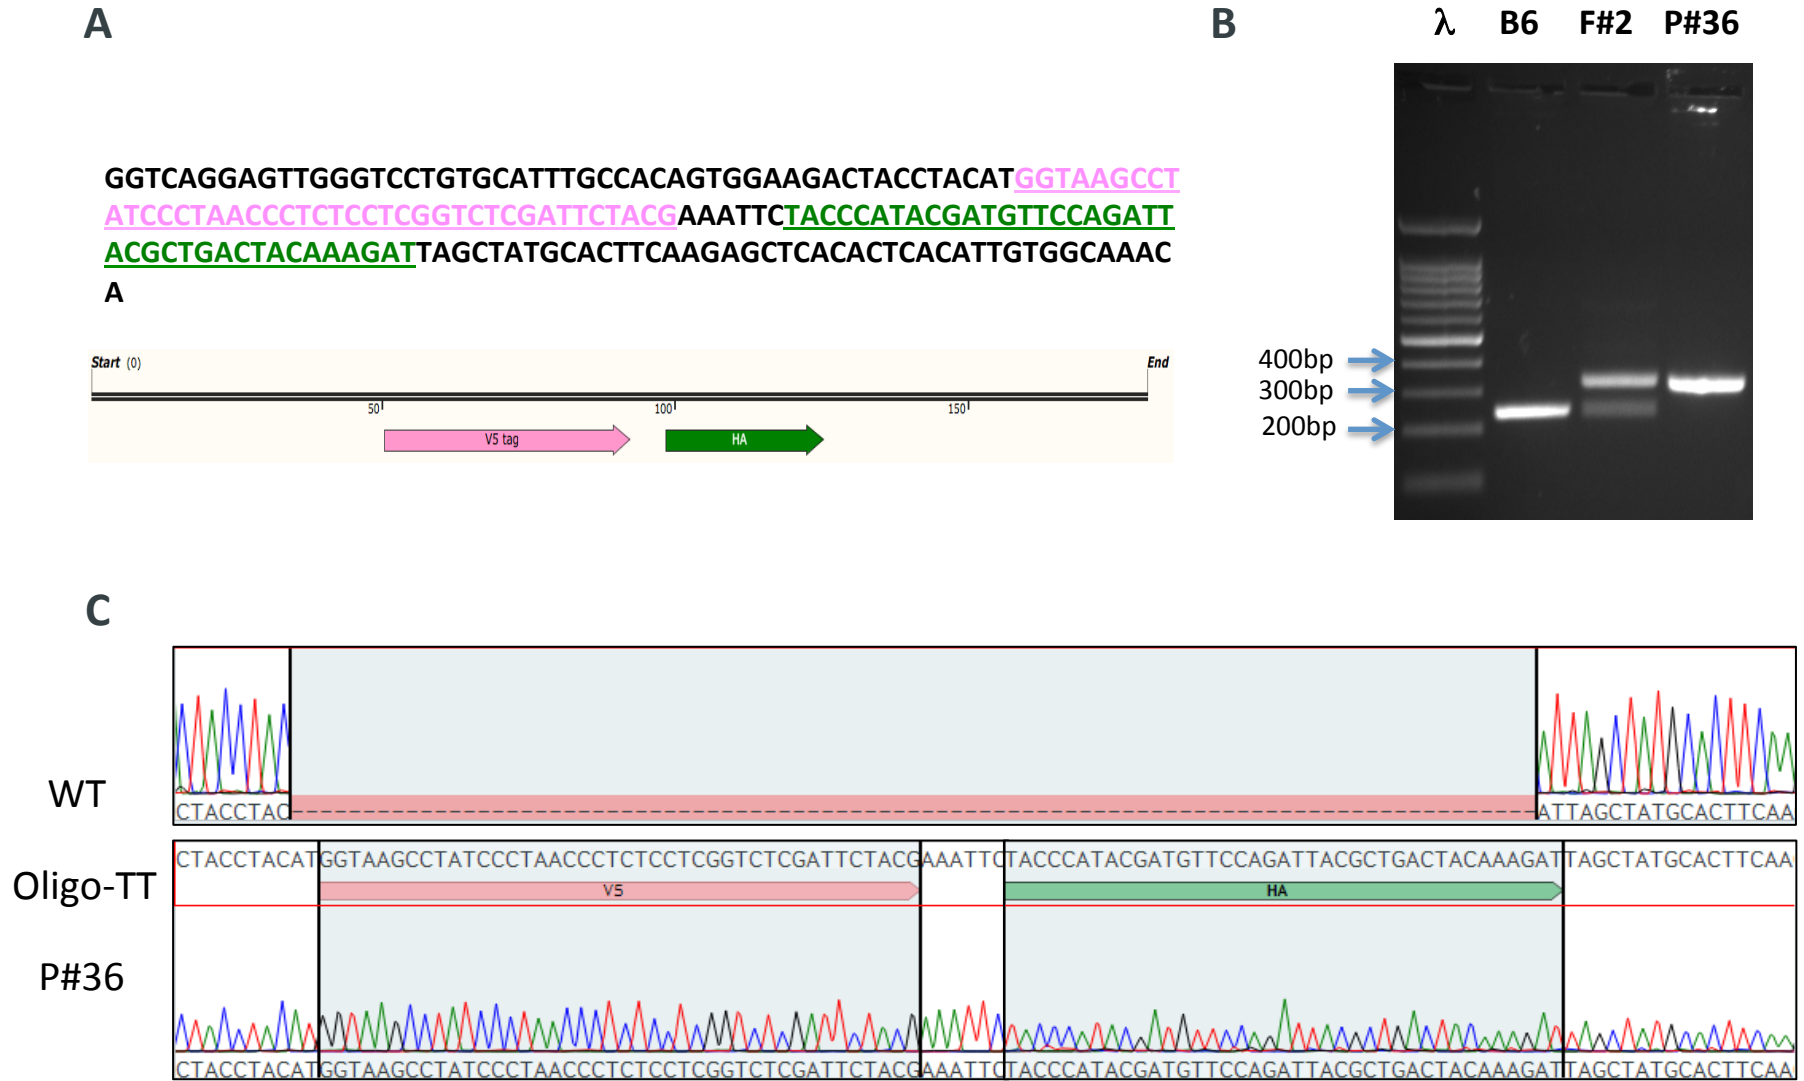 A
GGTCAGGAGTTGGGTCCTGTGCATTTGCCACAGTGGAAGACTACCTACATGGTAAGCCT
ATCCCTAACCCTCTCCTCGGTCTCGATTCTACGAAATTCTACCCATACGATGTTCCAGATT
ACGCTGACTACAAAGATTAGCTATGCACTTCAAGAGCTCACACTCACATTGTGGCAAAC
A
Start (0)
End
50
100
150
V5 tag
HA
B
λ B6 F#2 P#36
400bp
300bp
200bp
C
WT
CTACCTAC
ATTAGCTATGCACTTCAA
Oligo-TT
CTACCTACATGGTAAGCCTATCCCTAACCCTCTCCTCGGTCTCGATTCTACGAAATTCTACCCATACGATGTTCCAGATTACGCTGACTACAAAGATTAGCTATGCACTTCAA
V5
HA
P#36
CTACCTACATGGTAAGCCTATCCCTAACCCTCTCCTCGGTCTCGATTCTACGAAATTCTACCCATACGATGTTCCAGATTACGCTGACTACAAAGATTAGCTATGCACTTCAA